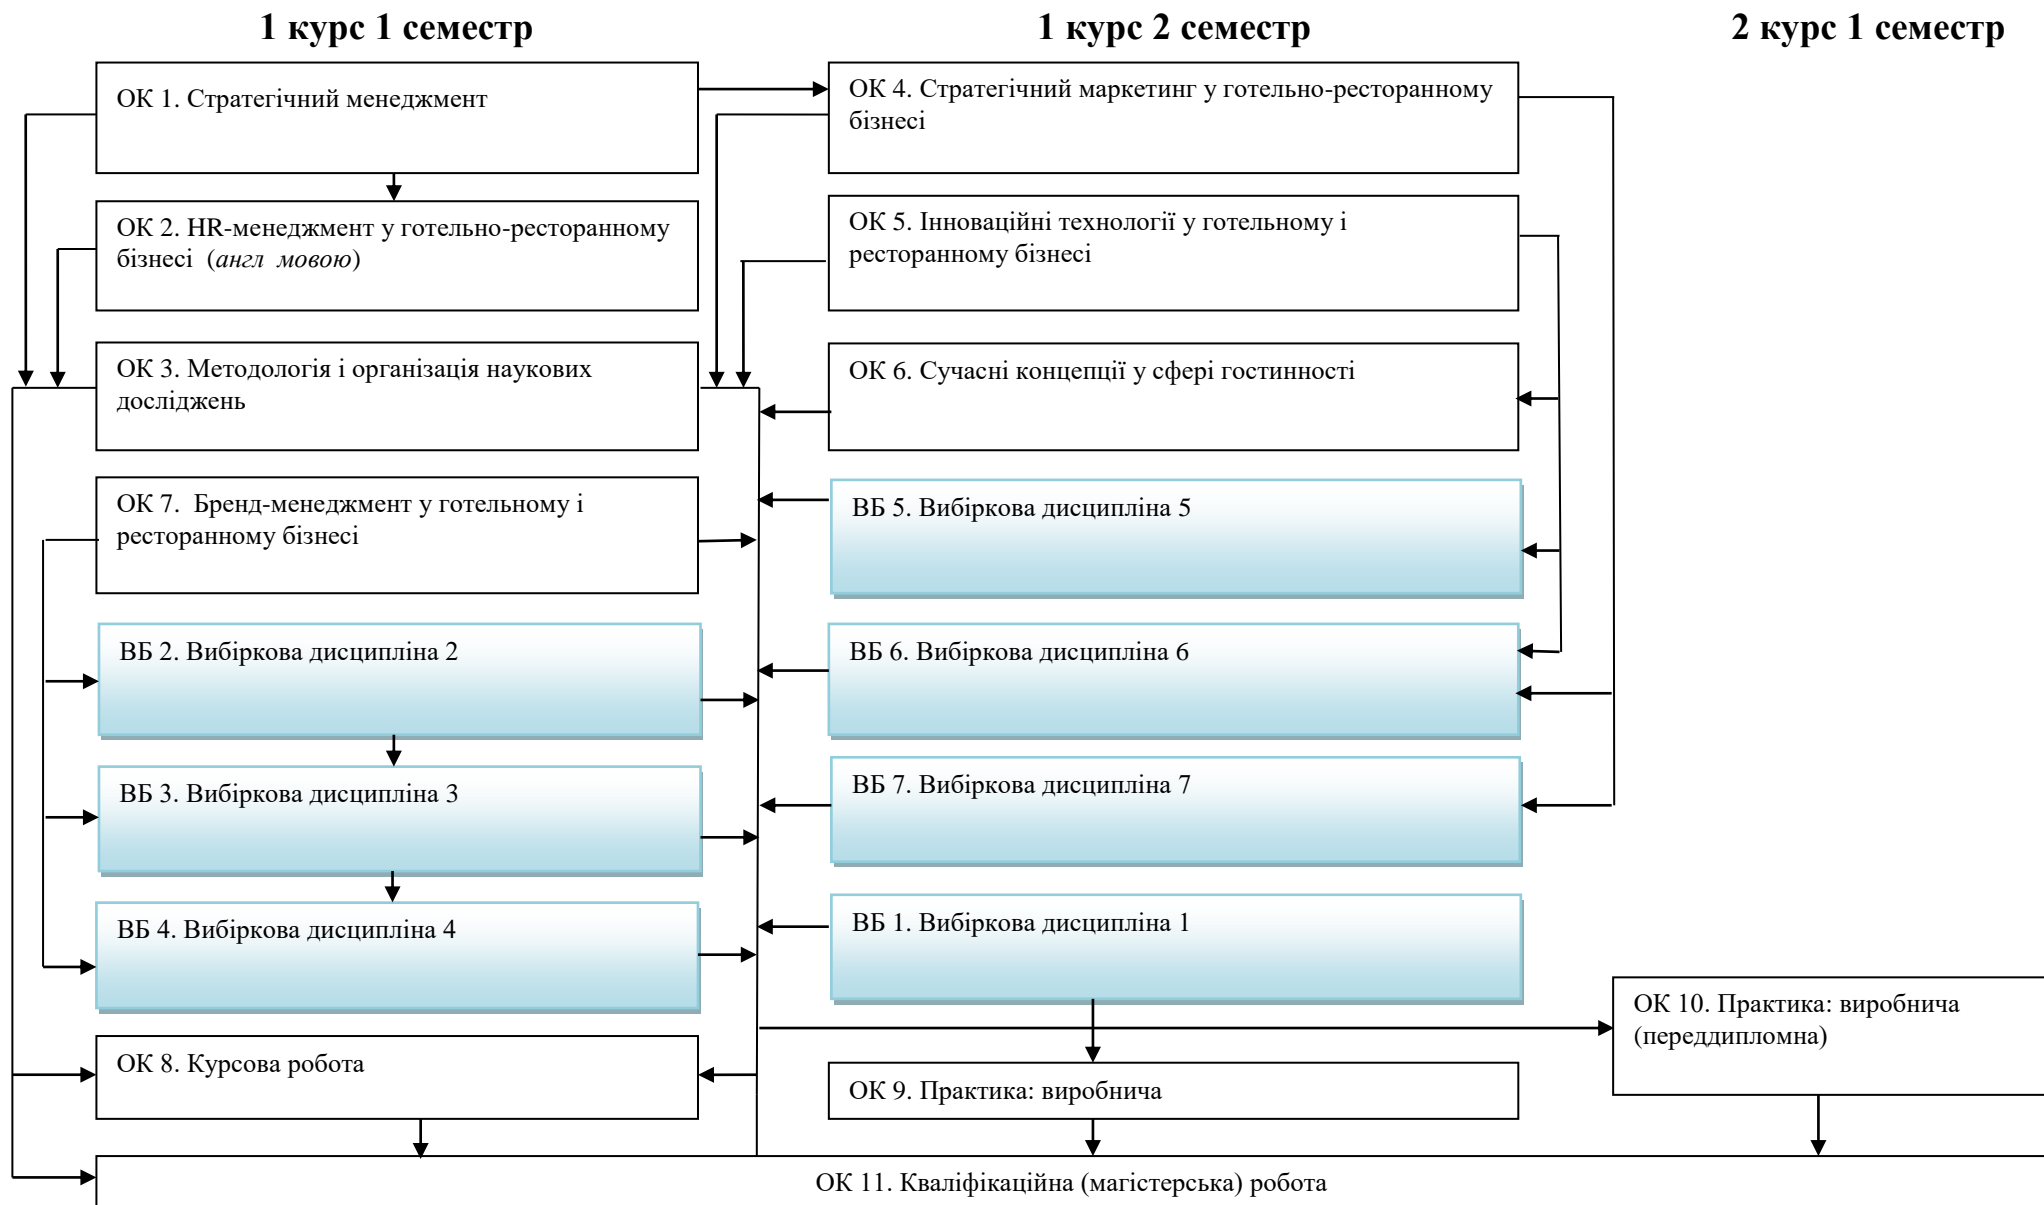 1 курс 1 семестр
1 курс 2 семестр
2 курс 1 семестр
ОК 1. Стратегічний менеджмент
ОК 4. Стратегічний маркетинг у готельно-ресторанному
бізнесі
ОК 2. HR-менеджмент у готельно-ресторанному
бізнесі (англ мовою)
ОК 5. Інноваційні технології у готельному і
ресторанному бізнесі
ОК 3. Методологія і організація наукових
досліджень
ОК 6. Сучасні концепції у сфері гостинності
ОК 7. Бренд-менеджмент у готельному і
ресторанному бізнесі
ВБ 5. Вибіркова дисципліна 5
ВБ 2. Вибіркова дисципліна 2
ВБ 6. Вибіркова дисципліна 6
ВБ 3. Вибіркова дисципліна 3
ВБ 7. Вибіркова дисципліна 7
ВБ 4. Вибіркова дисципліна 4
ВБ 1. Вибіркова дисципліна 1
ОК 10. Практика: виробнича
(переддипломна)
ОК 8. Курсова робота
ОК 9. Практика: виробнича
ОК 11. Кваліфікаційна (магістерська) робота